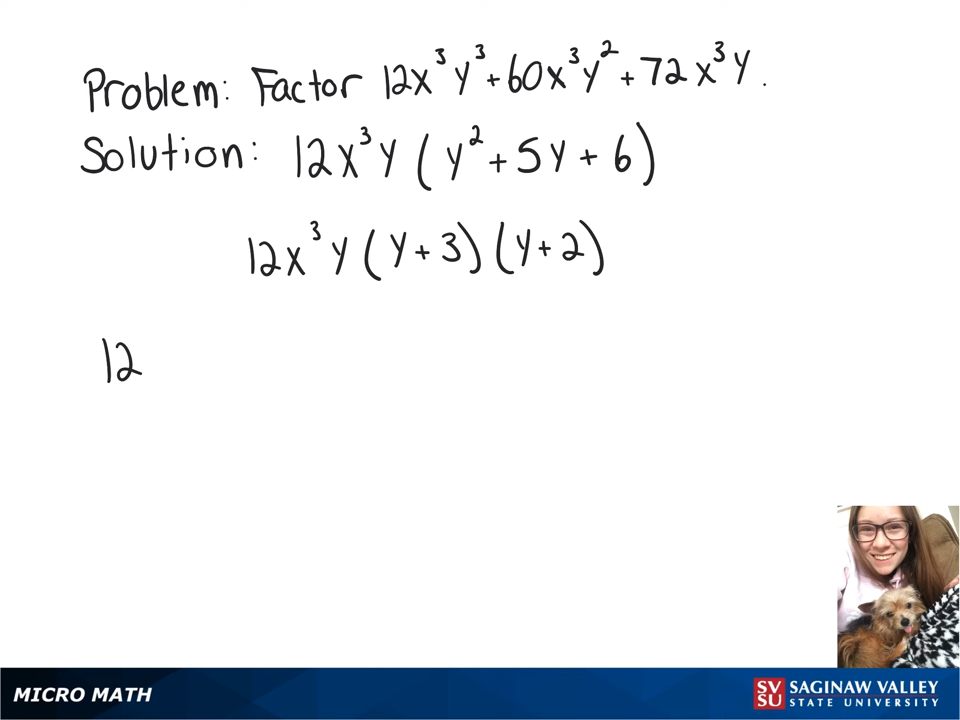 Problem: Factor 12x³y³+60x³y²+72x³y.
Solution: 12x³y(y²+5y+6)
12x³y(y+3)(y+2)
12
MICRO MATH
SV
SU
SAGINAW VALLEY
STATE UNIVERSITY